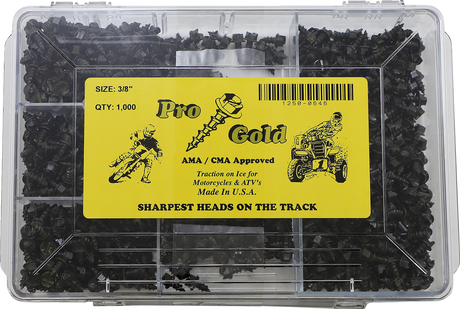 SIZE: 3/8"
QTY: 1,000
Pro
Gold
1250-0646
AMA / CMA Approved
Traction on Ice for
Motorcycles & ATV's
Made In U.S.A.
SHARPEST HEADS ON THE TRACK